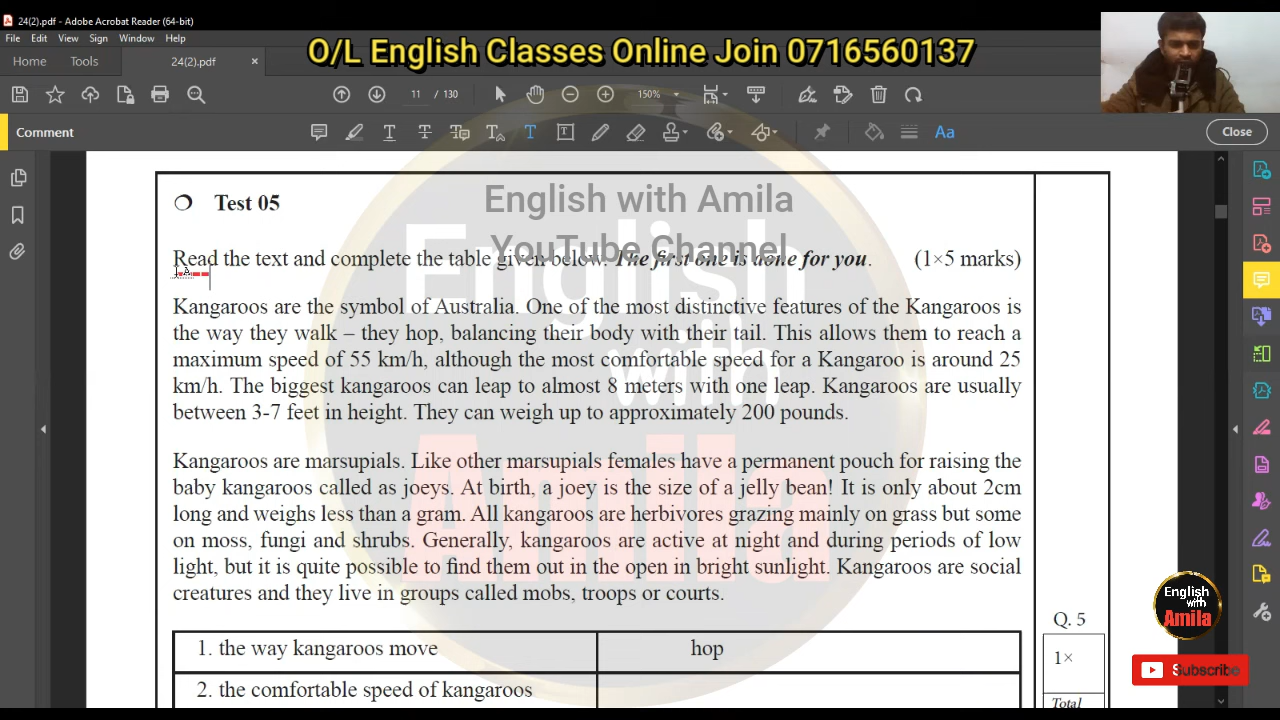 24(2).pdf - Adobe Acrobat Reader (64-bit)
File Edit View Sign Window Help
O/L English Classes Online Join 0716560137
Home Tools 24(2).pdf ×
11 / 130 150%
Comment Close
English with Amila
YouTube Channel
English
with
Amila
Test 05
Read the text and complete the table given below. The first one is done for you. (1×5 marks)
Kangaroos are the symbol of Australia. One of the most distinctive features of the Kangaroos is
the way they walk – they hop, balancing their body with their tail. This allows them to reach a
maximum speed of 55 km/h, although the most comfortable speed for a Kangaroo is around 25
km/h. The biggest kangaroos can leap to almost 8 meters with one leap. Kangaroos are usually
between 3-7 feet in height. They can weigh up to approximately 200 pounds.
Kangaroos are marsupials. Like other marsupials females have a permanent pouch for raising the
baby kangaroos called as joeys. At birth, a joey is the size of a jelly bean! It is only about 2cm
long and weighs less than a gram. All kangaroos are herbivores grazing mainly on grass but some
on moss, fungi and shrubs. Generally, kangaroos are active at night and during periods of low
light, but it is quite possible to find them out in the open in bright sunlight. Kangaroos are social
creatures and they live in groups called mobs, troops or courts.
1. the way kangaroos move hop
2. the comfortable speed of kangaroos
Q. 5
1×
Total
English
with
Amila
Subscribe